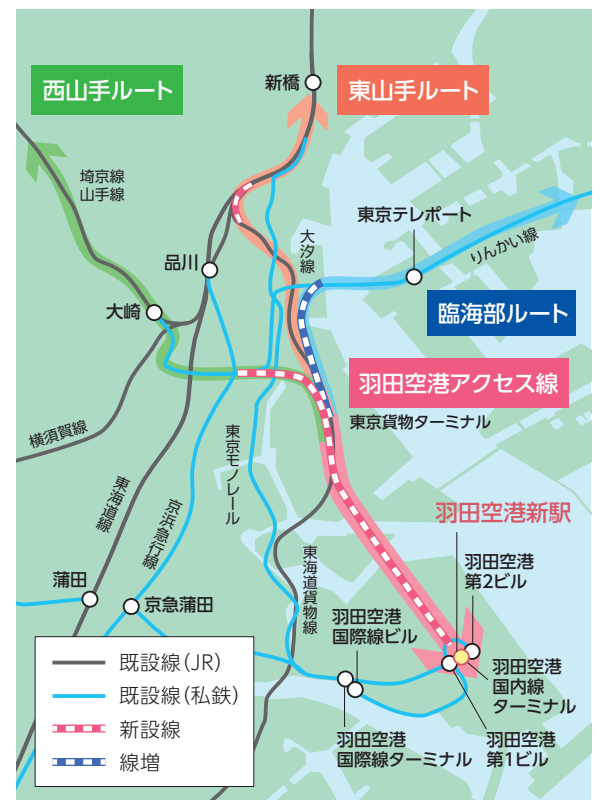 新橋
西山手ルート
東山手ルート
埼京線
山手線
東京テレポート
大汐線
りんかい線
品川
大崎
臨海部ルート
羽田空港アクセス線
東京貨物ターミナル
横須賀線
東海道線
京浜急行線
東京モノレール
東海道貨物線
羽田空港新駅
羽田空港
第2ビル
蒲田
京急蒲田
羽田空港
国際線ビル
羽田空港
国内線
ターミナル
羽田空港
国際線ターミナル
羽田空港
第1ビル
既設線(JR)
既設線(私鉄)
新設線
線増